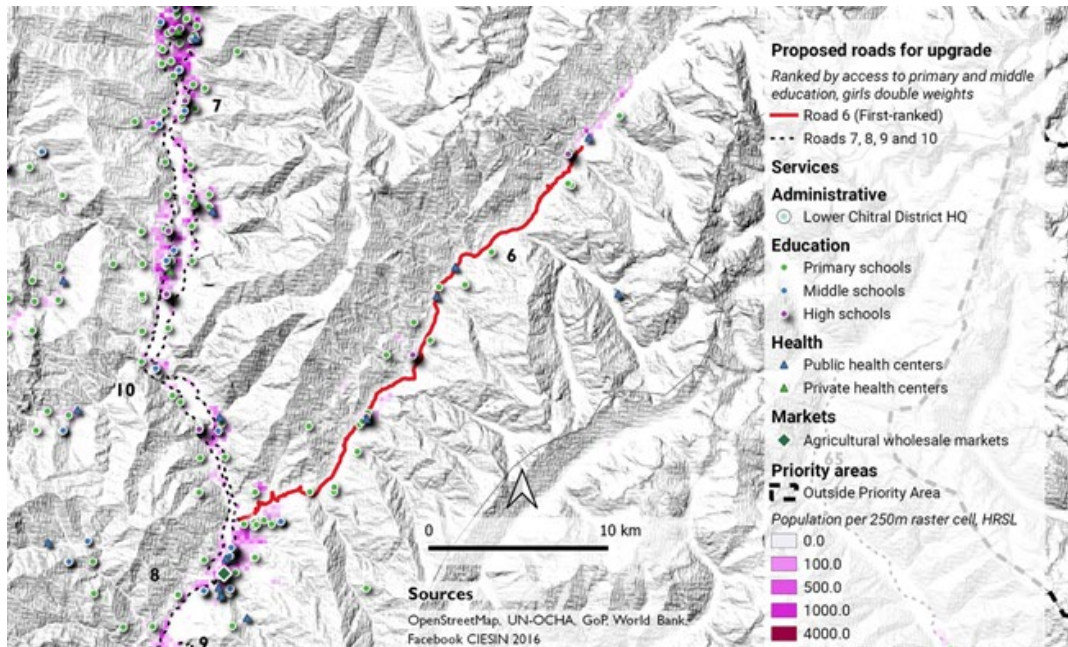 7
6
10
8
9
0 10 km
Sources
OpenStreetMap, UN-OCHA, GoP, World Bank,
Facebook CIESIN 2016
Proposed roads for upgrade
Ranked by access to primary and middle
education, girls double weights
Road 6 (First-ranked)
Roads 7, 8, 9 and 10
Services
Administrative
Lower Chitral District HQ
Education
Primary schools
Middle schools
High schools
Health
Public health centers
Private health centers
Markets
Agricultural wholesale markets
65
Priority areas
Outside Priority Area
Population per 250m raster cell, HRSL
0.0
100.0
500.0
1000.0
4000.0